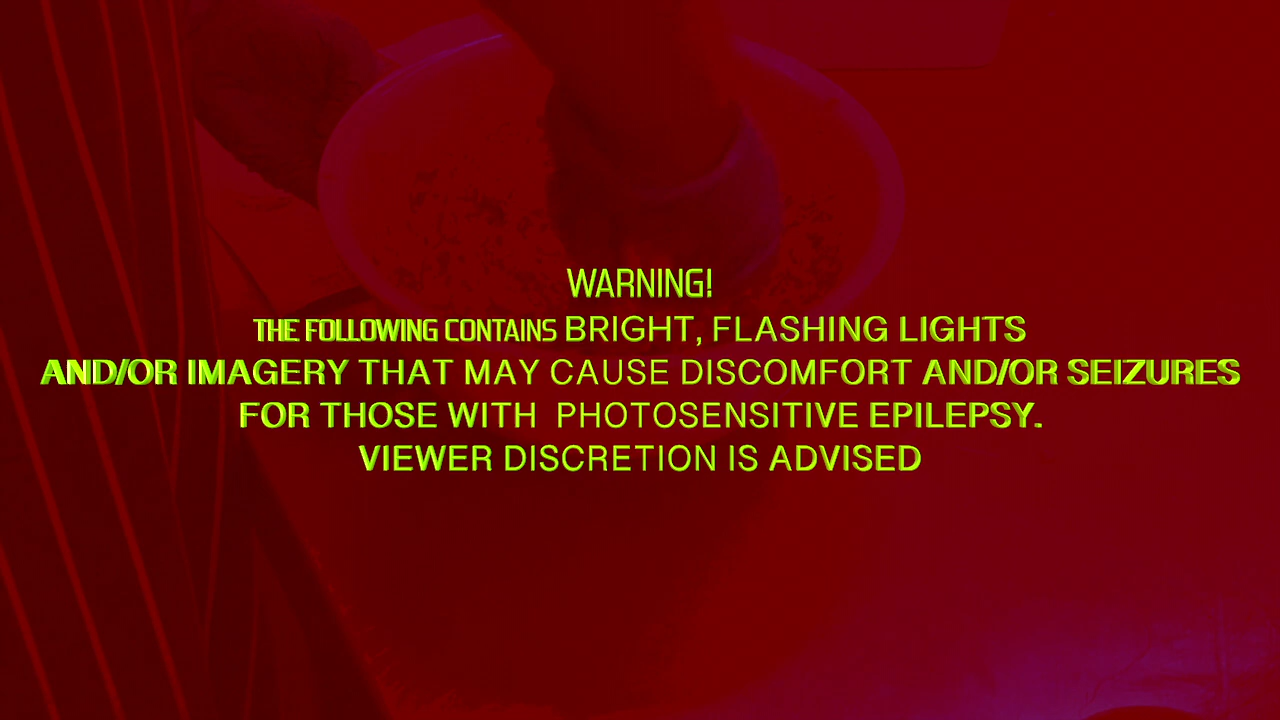 WARNING!
THE FOLLOWING CONTAINS BRIGHT, FLASHING LIGHTS
AND/OR IMAGERY THAT MAY CAUSE DISCOMFORT AND/OR SEIZURES
FOR THOSE WITH PHOTOSENSITIVE EPILEPSY.
VIEWER DISCRETION IS ADVISED